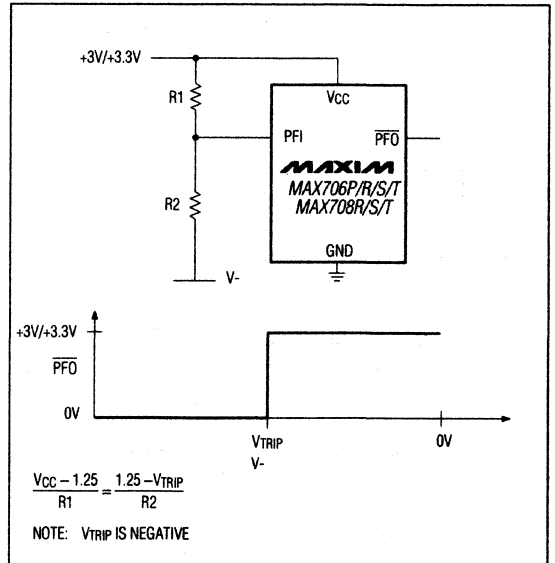 +3V/+3.3V
R1
VCC
PFI
PFO
MAXIM
MAX706P/R/S/T
MAX708R/S/T
R2
GND
V-
+3V/+3.3V
PFO
0V
VTRIP
0V
V-
VCC – 1.25 / R1 = 1.25 – VTRIP / R2
NOTE: VTRIP IS NEGATIVE